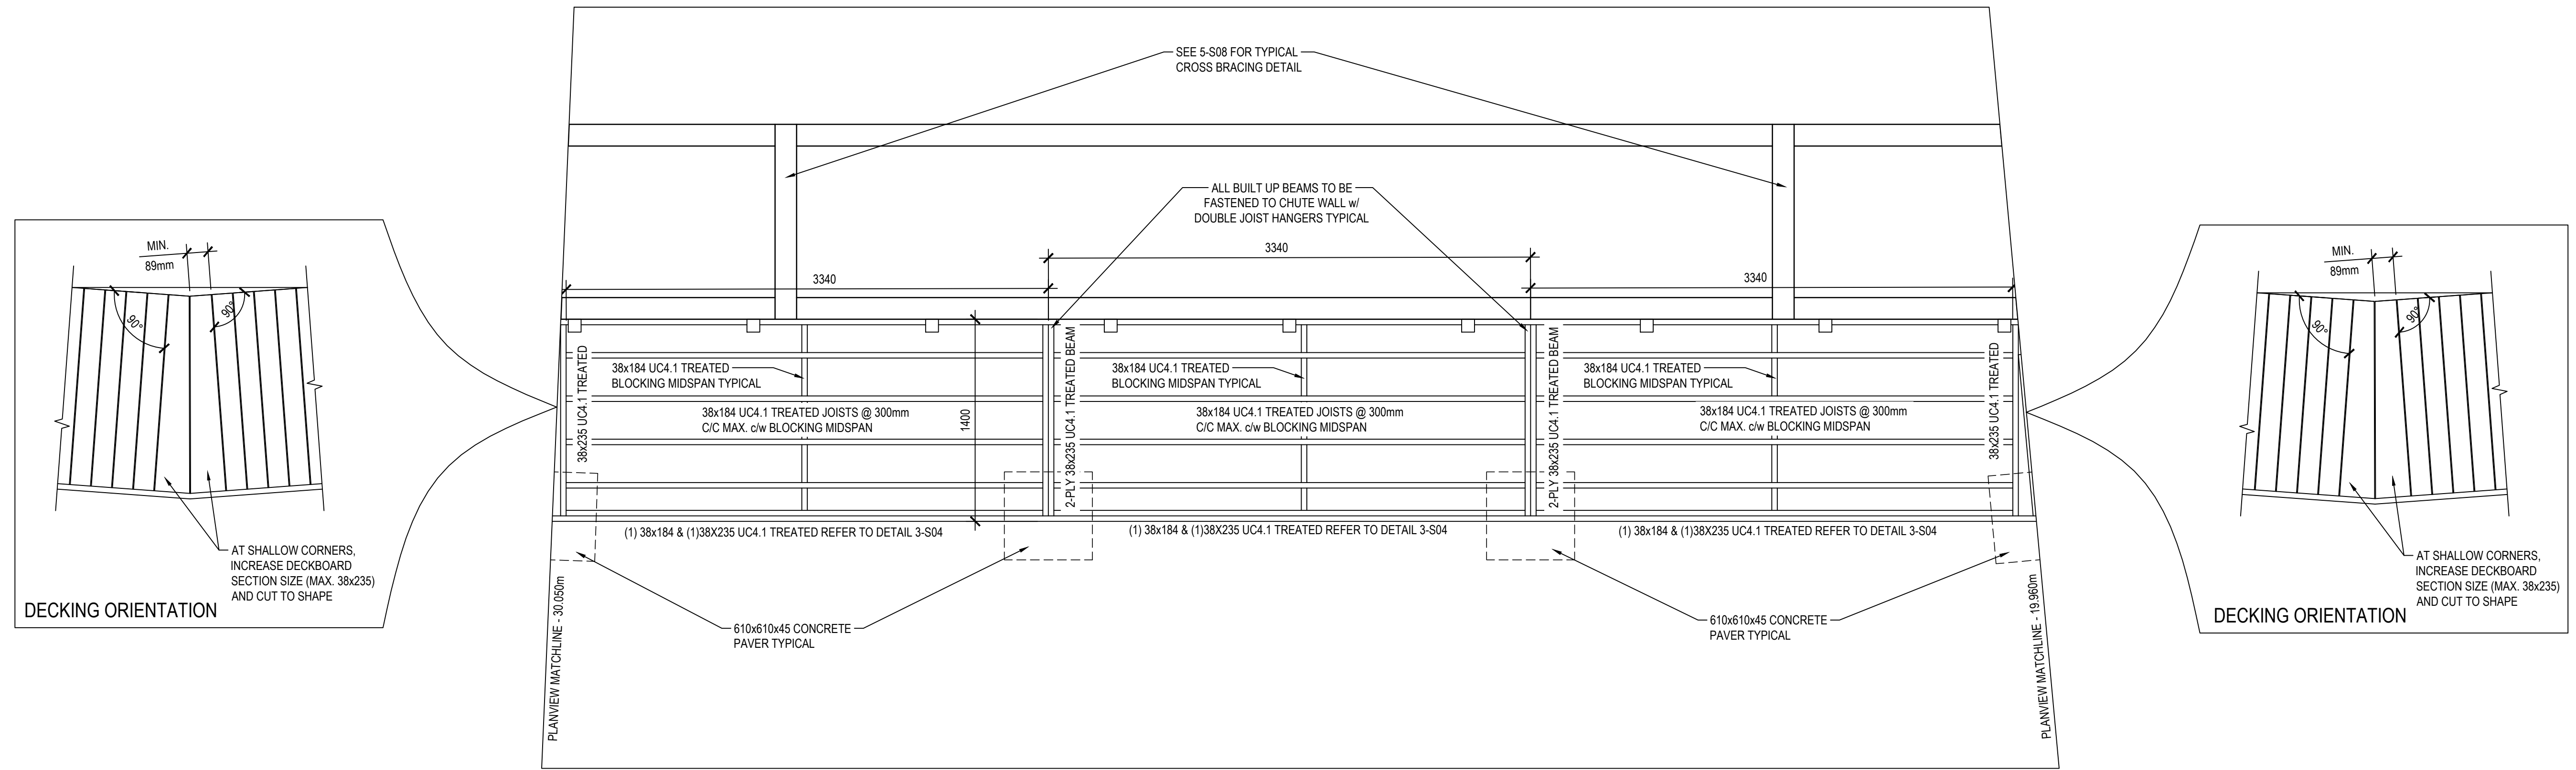 SEE 5-S08 FOR TYPICAL
CROSS BRACING DETAIL
ALL BUILT UP BEAMS TO BE
FASTENED TO CHUTE WALL w/
DOUBLE JOIST HANGERS TYPICAL
3340
3340
3340
MIN.
89mm
90°
90°
AT SHALLOW CORNERS,
INCREASE DECKBOARD
SECTION SIZE (MAX. 38x235)
AND CUT TO SHAPE
DECKING ORIENTATION
38x235 UC4.1 TREATED
38x184 UC4.1 TREATED
BLOCKING MIDSPAN TYPICAL
38x184 UC4.1 TREATED JOISTS @ 300mm
C/C MAX. c/w BLOCKING MIDSPAN
1400
2-PLY 38x235 UC4.1 TREATED BEAM
38x184 UC4.1 TREATED
BLOCKING MIDSPAN TYPICAL
38x184 UC4.1 TREATED JOISTS @ 300mm
C/C MAX. c/w BLOCKING MIDSPAN
2-PLY 38x235 UC4.1 TREATED BEAM
38x184 UC4.1 TREATED
BLOCKING MIDSPAN TYPICAL
38x184 UC4.1 TREATED JOISTS @ 300mm
C/C MAX. c/w BLOCKING MIDSPAN
38x235 UC4.1 TREATED
(1) 38x184 & (1)38X235 UC4.1 TREATED REFER TO DETAIL 3-S04
(1) 38x184 & (1)38X235 UC4.1 TREATED REFER TO DETAIL 3-S04
(1) 38x184 & (1)38X235 UC4.1 TREATED REFER TO DETAIL 3-S04
610x610x45 CONCRETE
PAVER TYPICAL
610x610x45 CONCRETE
PAVER TYPICAL
PLANVIEW MATCHLINE - 30.050m
PLANVIEW MATCHLINE - 19.960m
MIN.
89mm
90°
90°
AT SHALLOW CORNERS,
INCREASE DECKBOARD
SECTION SIZE (MAX. 38x235)
AND CUT TO SHAPE
DECKING ORIENTATION